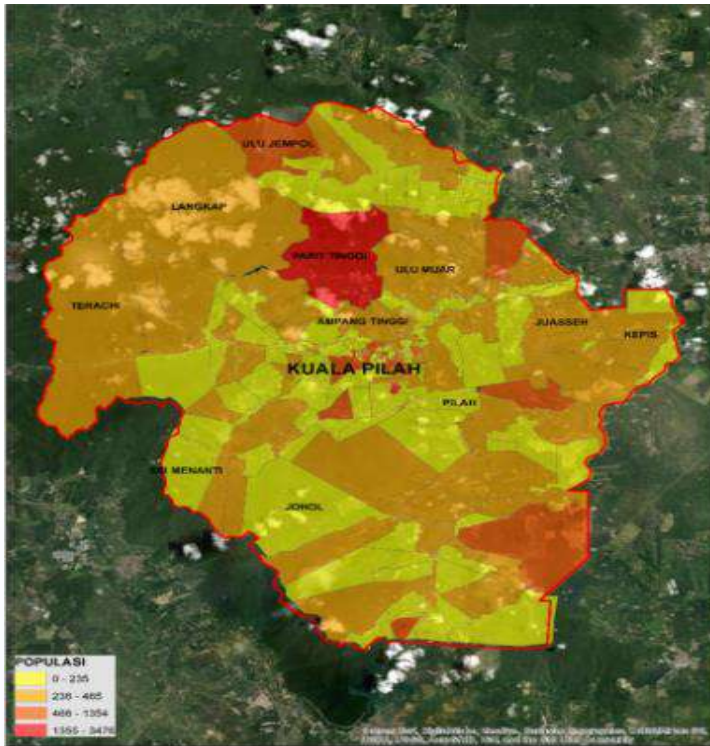 ULU JEMPOL
LANGKAP
PARIT TINGGI
ULU MUAR
TERACHI
AMPANG TINGGI
JUASSEH
KEPIS
KUALA PILAH
PILAH
SRI MENANTI
JOHOL
POPULASI
0 - 235
236 - 465
466 - 1354
1355 - 3476